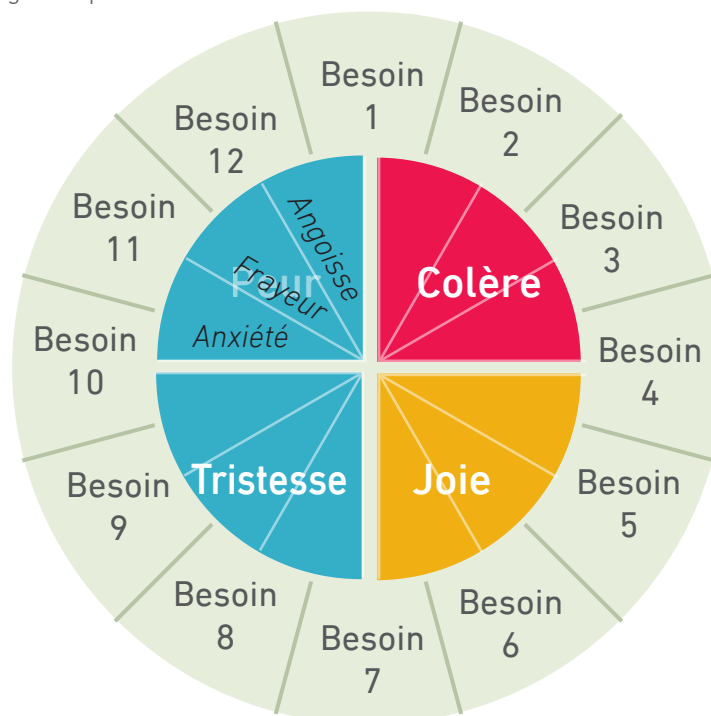 Besoin
1
Besoin
2
Besoin
3
Besoin
4
Besoin
5
Besoin
6
Besoin
7
Besoin
8
Besoin
9
Besoin
10
Besoin
11
Besoin
12
Angoisse
Peur
Frayeur
Anxiété
Colère
Tristesse
Joie